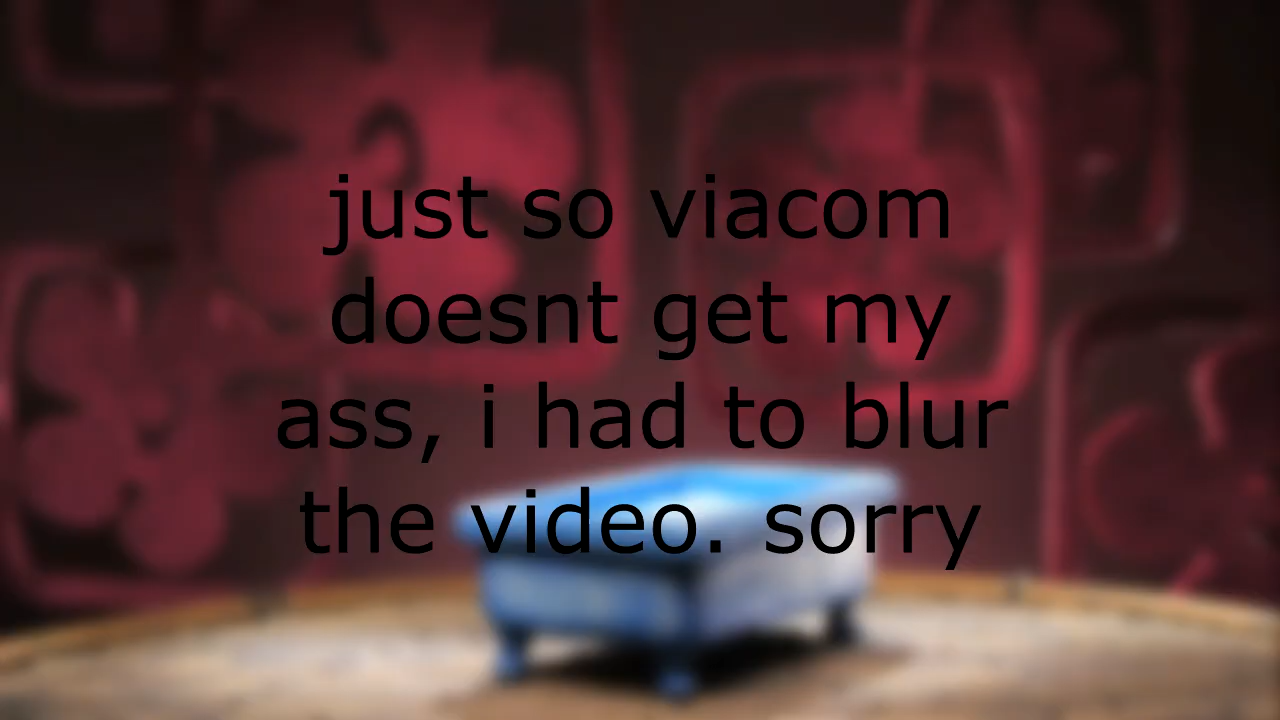 just so viacom
doesnt get my
ass, i had to blur
the video. sorry